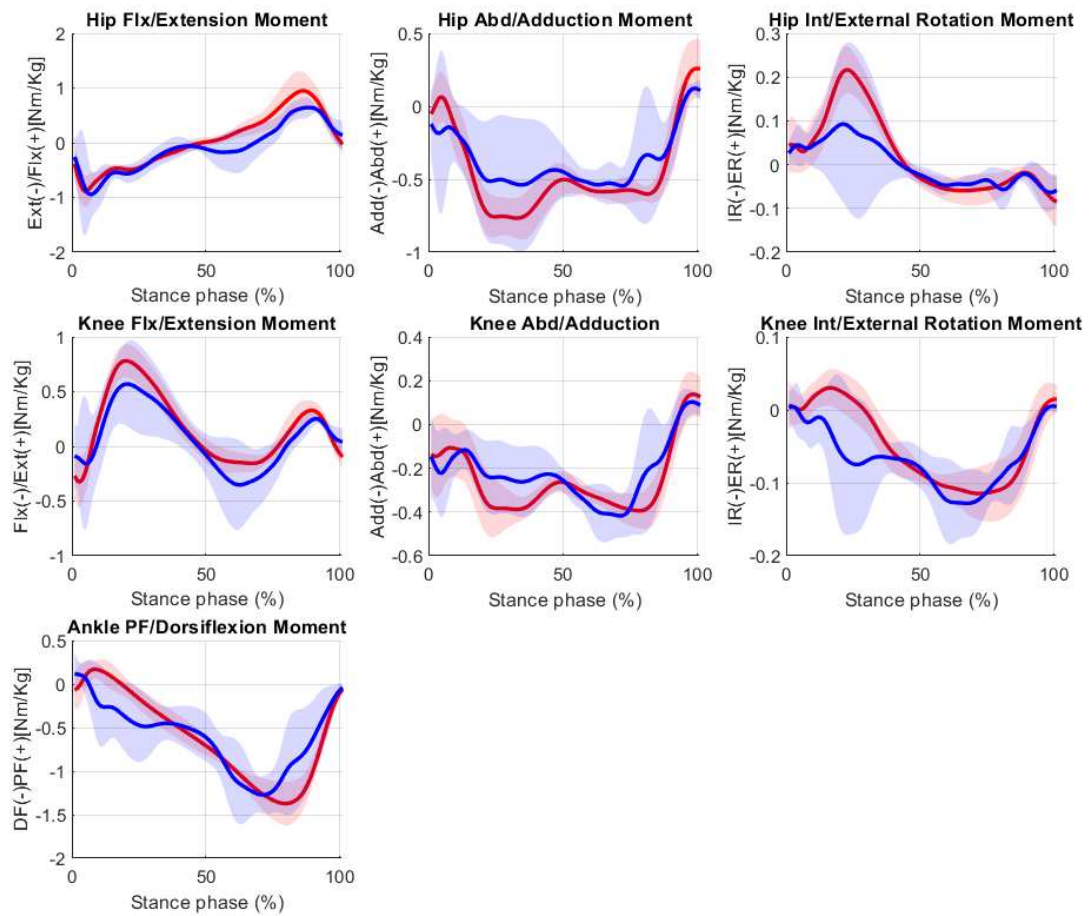 Hip Flx/Extension Moment
Ext(-)/Flx(+)[Nm/Kg]
2
1
0
-1
-2
0 50 100
Stance phase (%)
Hip Abd/Adduction Moment
Add(-)Abd(+)[Nm/Kg]
0.5
0
-0.5
-1
0 50 100
Stance phase (%)
Hip Int/External Rotation Moment
IR(-)ER(+)[Nm/Kg]
0.3
0.2
0.1
0
-0.1
-0.2
0 50 100
Stance phase (%)
Knee Flx/Extension Moment
Flx(-)/Ext(+)[Nm/Kg]
1
0.5
0
-0.5
-1
0 50 100
Stance phase (%)
Knee Abd/Adduction
Add(-)Abd(+)[Nm/Kg]
0.4
0.2
0
-0.2
-0.4
-0.6
0 50 100
Stance phase (%)
Knee Int/External Rotation Moment
IR(-)ER(+)[Nm/Kg]
0.1
0
-0.1
-0.2
0 50 100
Stance phase (%)
Ankle PF/Dorsiflexion Moment
DF(-)PF(+)[Nm/Kg]
0.5
0
-0.5
-1
-1.5
-2
0 50 100
Stance phase (%)